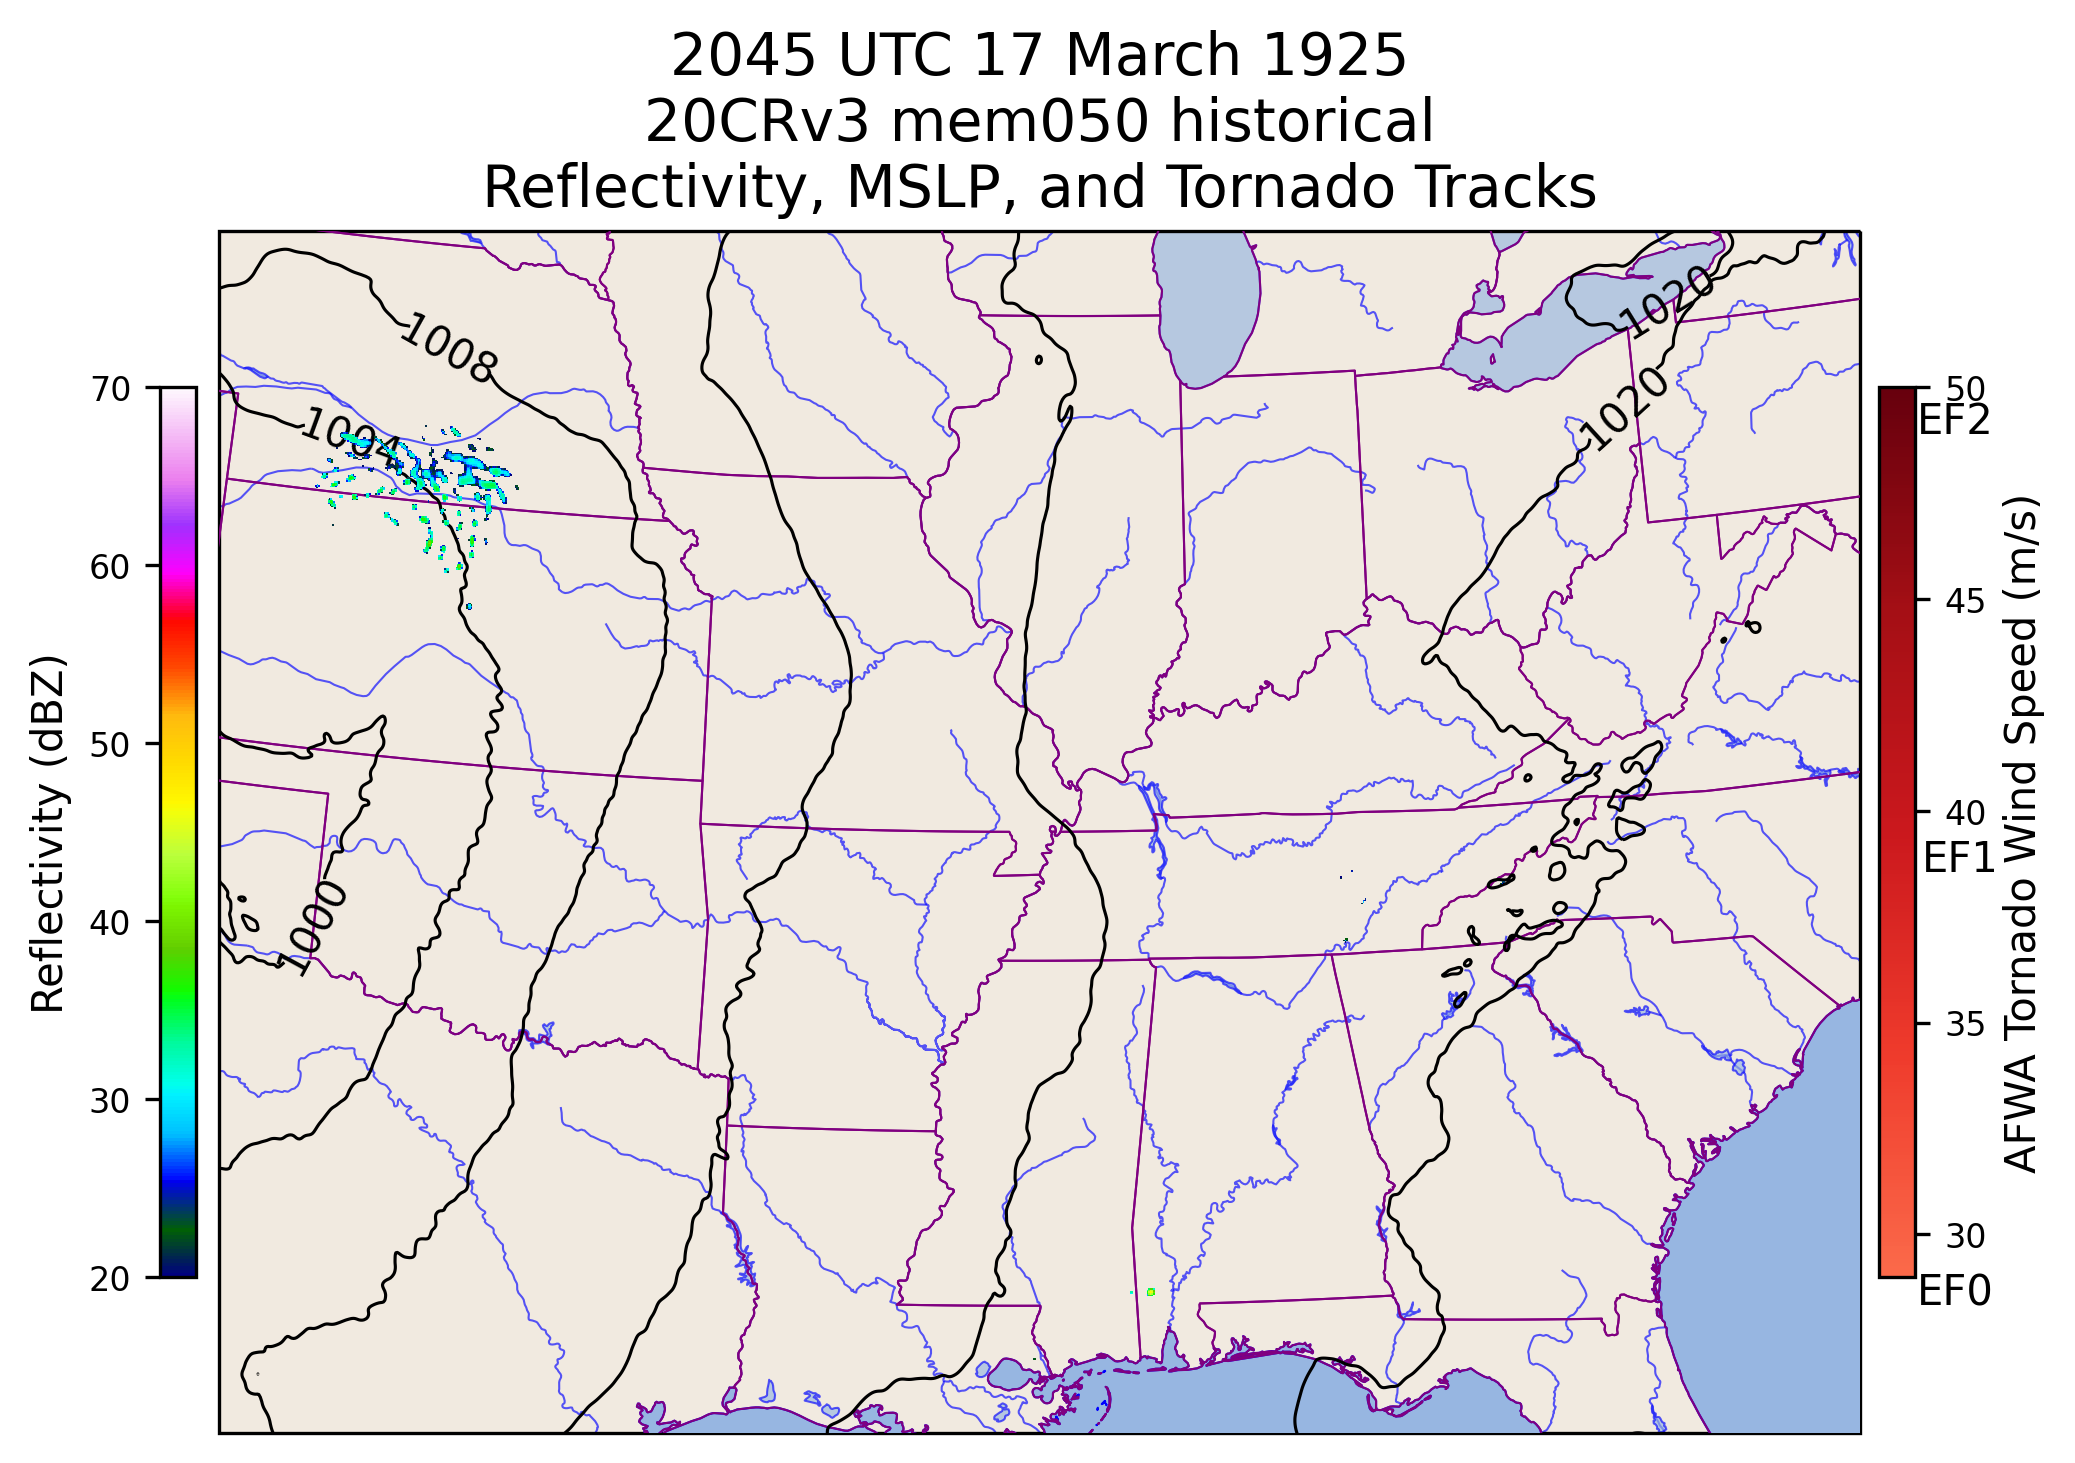 2045 UTC 17 March 1925
20CRv3 mem050 historical
Reflectivity, MSLP, and Tornado Tracks
1020
1008
1020
1004
1000
70
60
50
40
30
20
Reflectivity (dBZ)
50
EF2
45
40
EF1
35
30
EF0
AFWA Tornado Wind Speed (m/s)